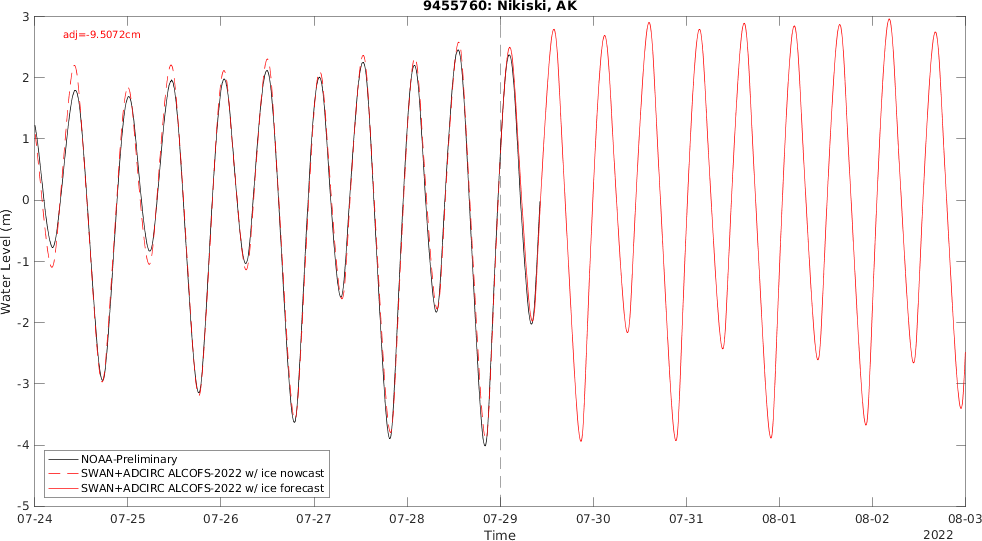 9455760: Nikiski, AK
adj=-9.5072cm
3
2
1
0
-1
-2
-3
-4
-5
Water Level (m)
NOAA-Preliminary
SWAN+ADCIRC ALCOFS-2022 w/ ice nowcast
SWAN+ADCIRC ALCOFS-2022 w/ ice forecast
07-24 07-25 07-26 07-27 07-28 07-29 07-30 07-31 08-01 08-02 08-03
Time
2022